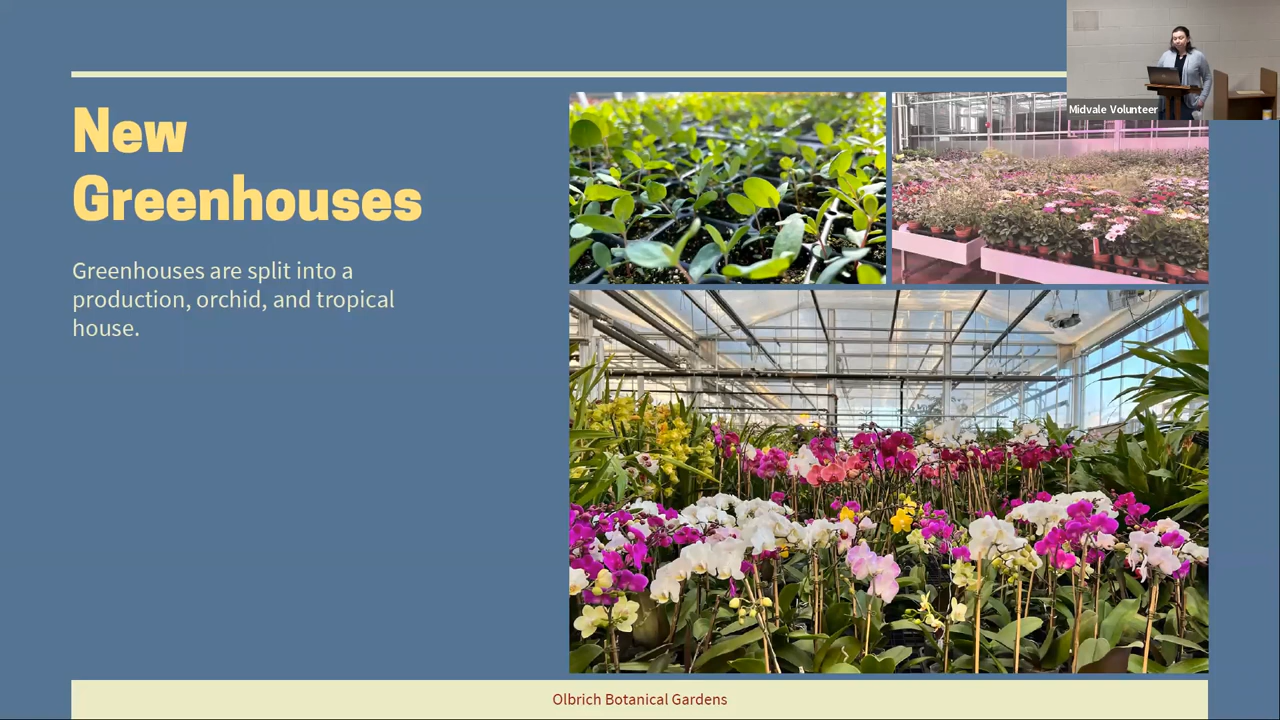 New
Greenhouses
Greenhouses are split into a
production, orchid, and tropical
house.
Midvale Volunteer
Olbrich Botanical Gardens